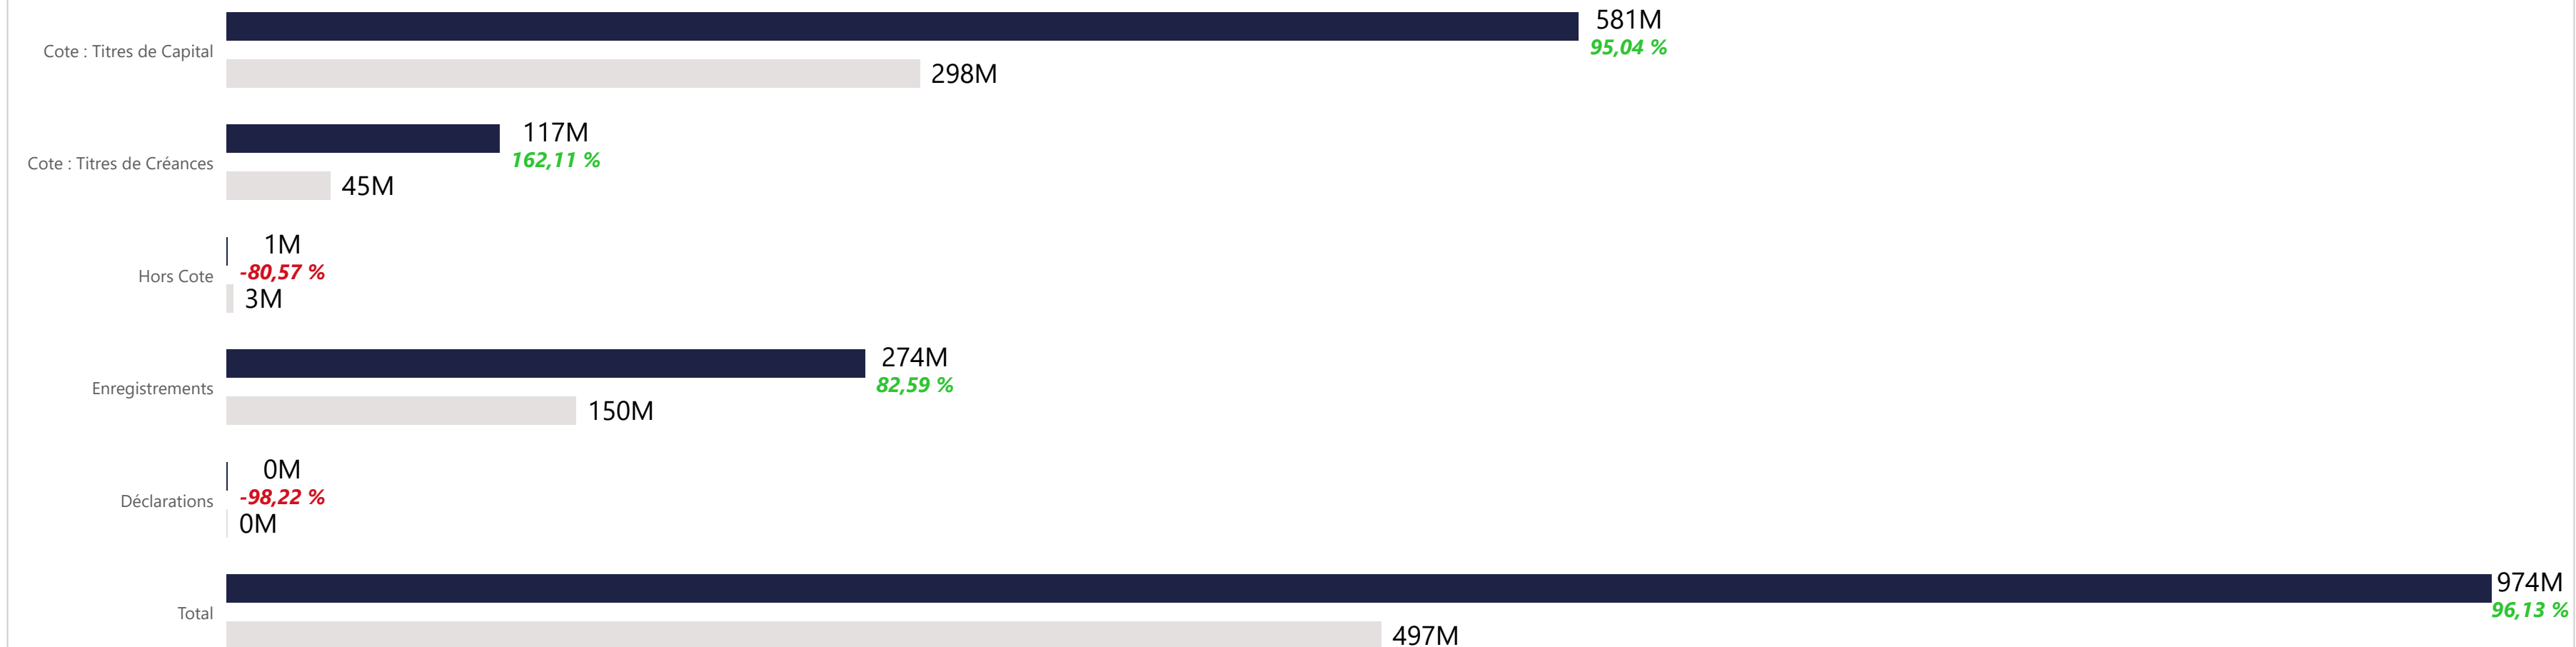 581M
95,04 %
Cote : Titres de Capital
298M
117M
162,11 %
Cote : Titres de Créances
45M
1M
-80,57 %
Hors Cote
3M
274M
82,59 %
Enregistrements
150M
0M
-98,22 %
Déclarations
0M
974M
96,13 %
Total
497M